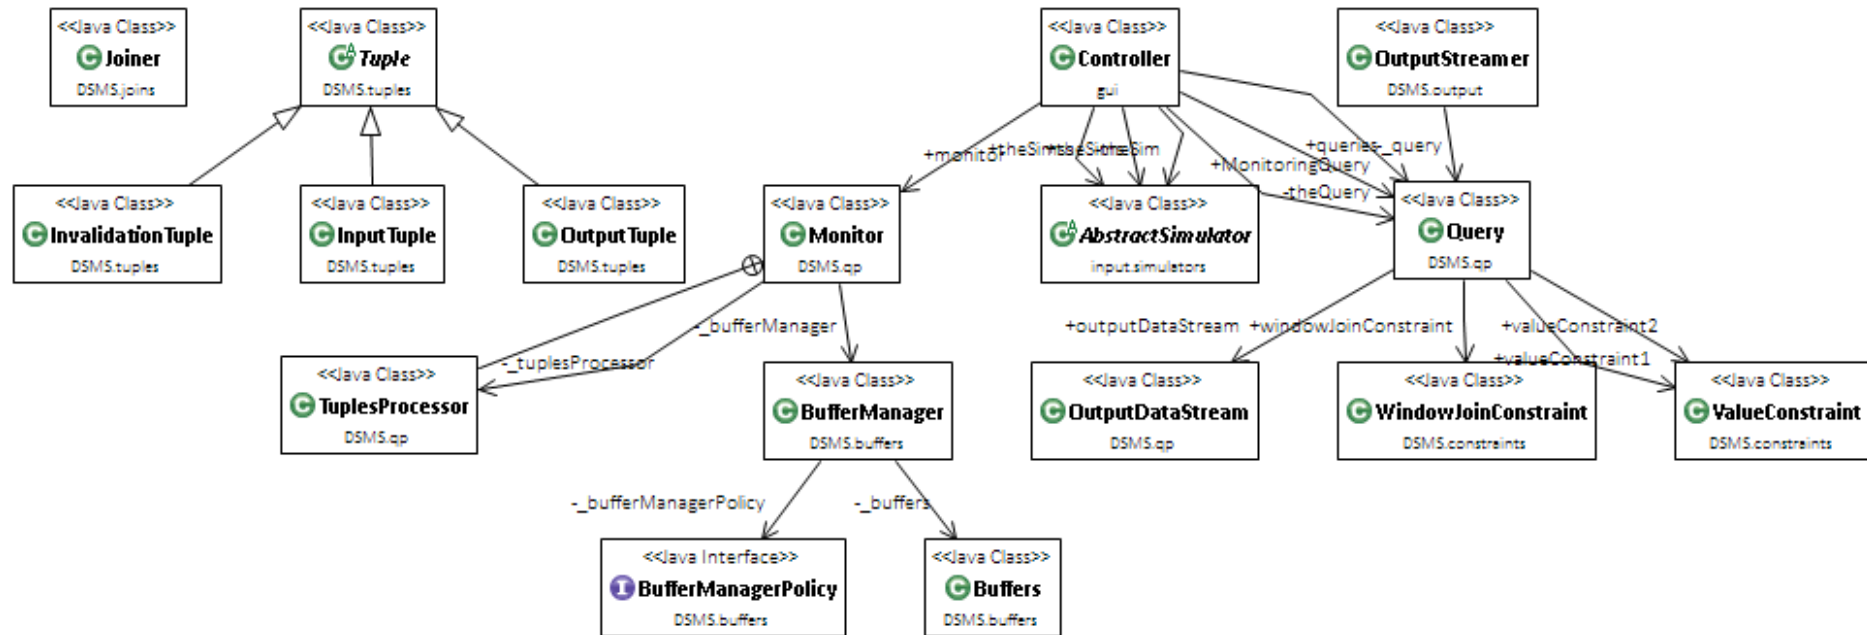 <<Java Class>>
Joiner
DSMS.joins
<<Java Class>>
Tuple
DSMS.tuples
<<Java Class>>
Controller
gui
<<Java Class>>
OutputStreamer
DSMS.output
+monitor
+queries
-_query
+MonitoringQuery
-theQuery
<<Java Class>>
InvalidationTuple
DSMS.tuples
<<Java Class>>
InputTuple
DSMS.tuples
<<Java Class>>
OutputTuple
DSMS.tuples
<<Java Class>>
Monitor
DSMS.qp
<<Java Class>>
AbstractSimulator
input.simulators
<<Java Class>>
Query
DSMS.qp
-_bufferManager
-_tuplesProcessor
+outputDataStream
+windowJoinConstraint
+valueConstraint2
+valueConstraint1
<<Java Class>>
TuplesProcessor
DSMS.qp
<<Java Class>>
BufferManager
DSMS.buffers
<<Java Class>>
OutputDataStream
DSMS.qp
<<Java Class>>
WindowJoinConstraint
DSMS.constraints
<<Java Class>>
ValueConstraint
DSMS.constraints
-_bufferManagerPolicy
-_buffers
<<Java Interface>>
BufferManagerPolicy
DSMS.buffers
<<Java Class>>
Buffers
DSMS.buffers